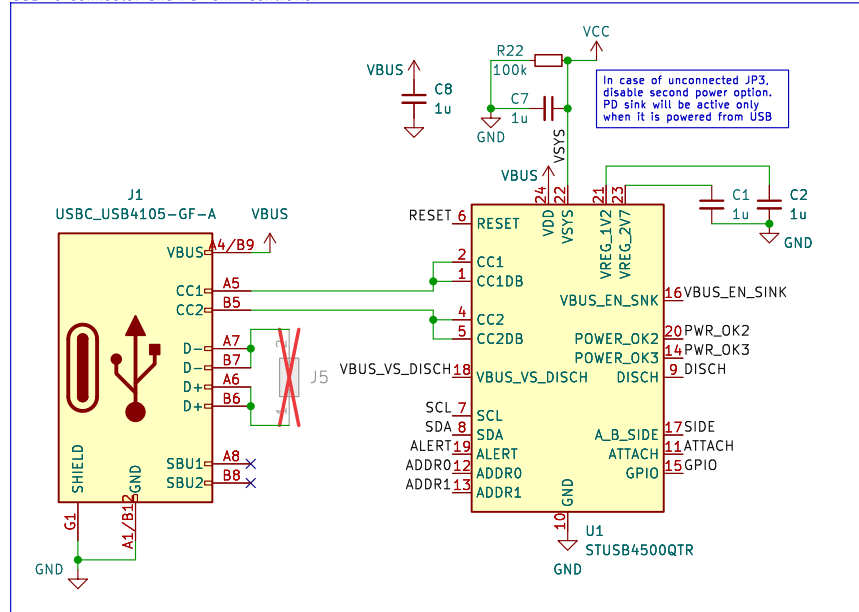 VCC
R22
100k
VBUS
C8
1u
C7
1u
GND
In case of unconnected JP3,
disable second power option.
PD sink will be active only
when it is powered from USB
VSYS
VBUS
24
22
21
23
C1
1u
C2
1u
GND
J1
USBC_USB4105-GF-A
VBUS
VBUS
A4/B9
CC1
A5
CC2
B5
D-
A7
D-
B7
D+
A6
D+
B6
J5
SBU1
A8
SBU2
B8
SHIELD
GND
G1
A1/B12
GND
RESET
6
RESET
VDD
VSYS
VREG_1V2
VREG_2V7
2
CC1
1
CC1DB
4
CC2
5
CC2DB
VBUS_VS_DISCH
18
VBUS_VS_DISCH
SCL
7
SCL
SDA
8
SDA
ALERT
19
ALERT
ADDR0
12
ADDR0
ADDR1
13
ADDR1
VBUS_EN_SNK
16
VBUS_EN_SINK
POWER_OK2
20
PWR_OK2
POWER_OK3
14
PWR_OK3
DISCH
9
DISCH
A_B_SIDE
17
SIDE
ATTACH
11
ATTACH
GPIO
15
GPIO
GND
10
U1
STUSB4500QTR
GND